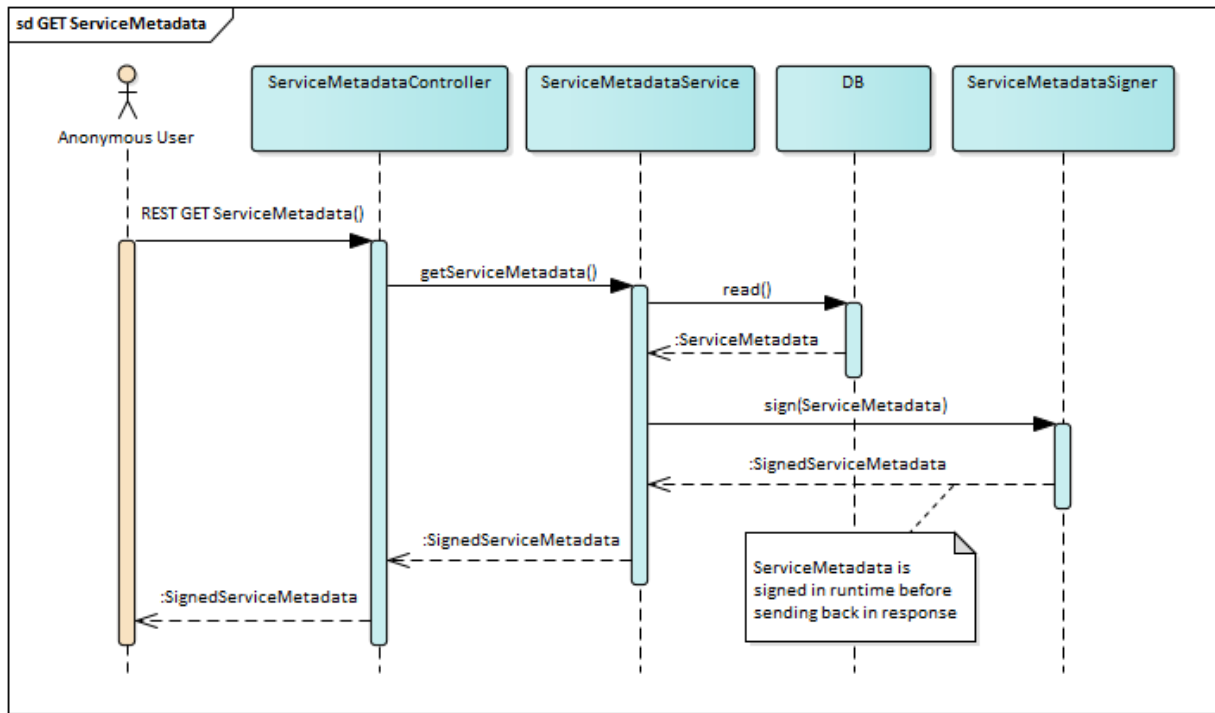 sd GET ServiceMetadata
Anonymous User
ServiceMetadataController
ServiceMetadataService
DB
ServiceMetadataSigner
REST GET ServiceMetadata()
getServiceMetadata()
read()
:ServiceMetadata
sign(ServiceMetadata)
:SignedServiceMetadata
ServiceMetadata is
signed in runtime before
sending back in response
:SignedServiceMetadata
:SignedServiceMetadata